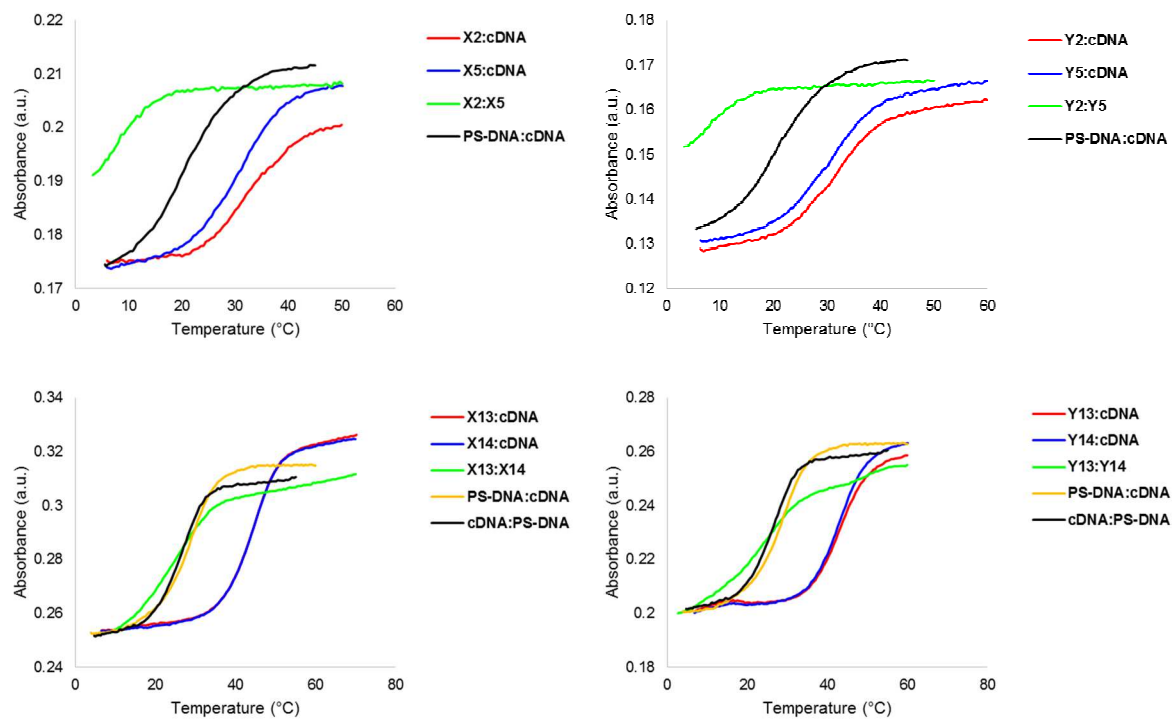 0.22
0.21
0.2
0.19
0.18
0.17
0 10 20 30 40 50 60
Absorbance (a.u.)
Temperature (°C)
X2:cDNA
X5:cDNA
X2:X5
PS-DNA:cDNA
0.18
0.17
0.16
0.15
0.14
0.13
0.12
0 10 20 30 40 50 60
Absorbance (a.u.)
Temperature (°C)
Y2:cDNA
Y5:cDNA
Y2:Y5
PS-DNA:cDNA
0.34
0.32
0.3
0.28
0.26
0.24
0 20 40 60 80
Absorbance (a.u.)
Temperature (°C)
X13:cDNA
X14:cDNA
X13:X14
PS-DNA:cDNA
cDNA:PS-DNA
0.28
0.26
0.24
0.22
0.2
0.18
0 20 40 60 80
Absorbance (a.u.)
Temperature (°C)
Y13:cDNA
Y14:cDNA
Y13:Y14
PS-DNA:cDNA
cDNA:PS-DNA